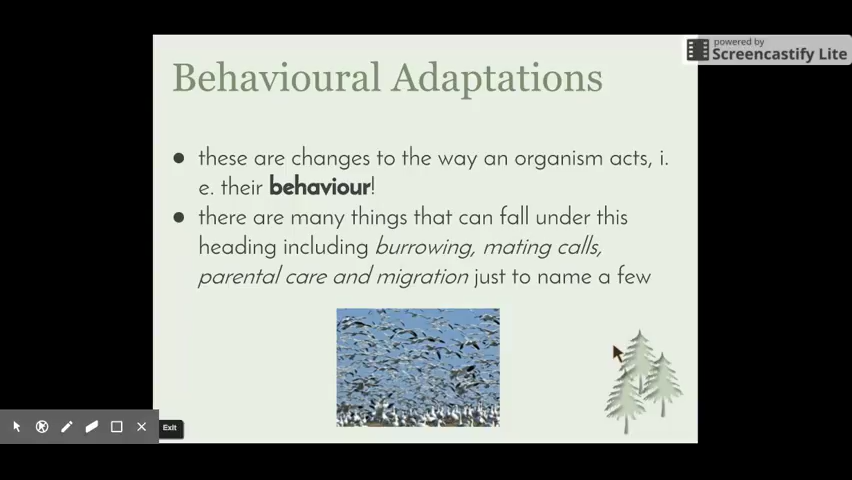 powered by
Screencastify Lite
Behavioural Adaptations
these are changes to the way an organism acts, i.
e. their behaviour!
there are many things that can fall under this
heading including burrowing, mating calls,
parental care and migration just to name a few
Exit